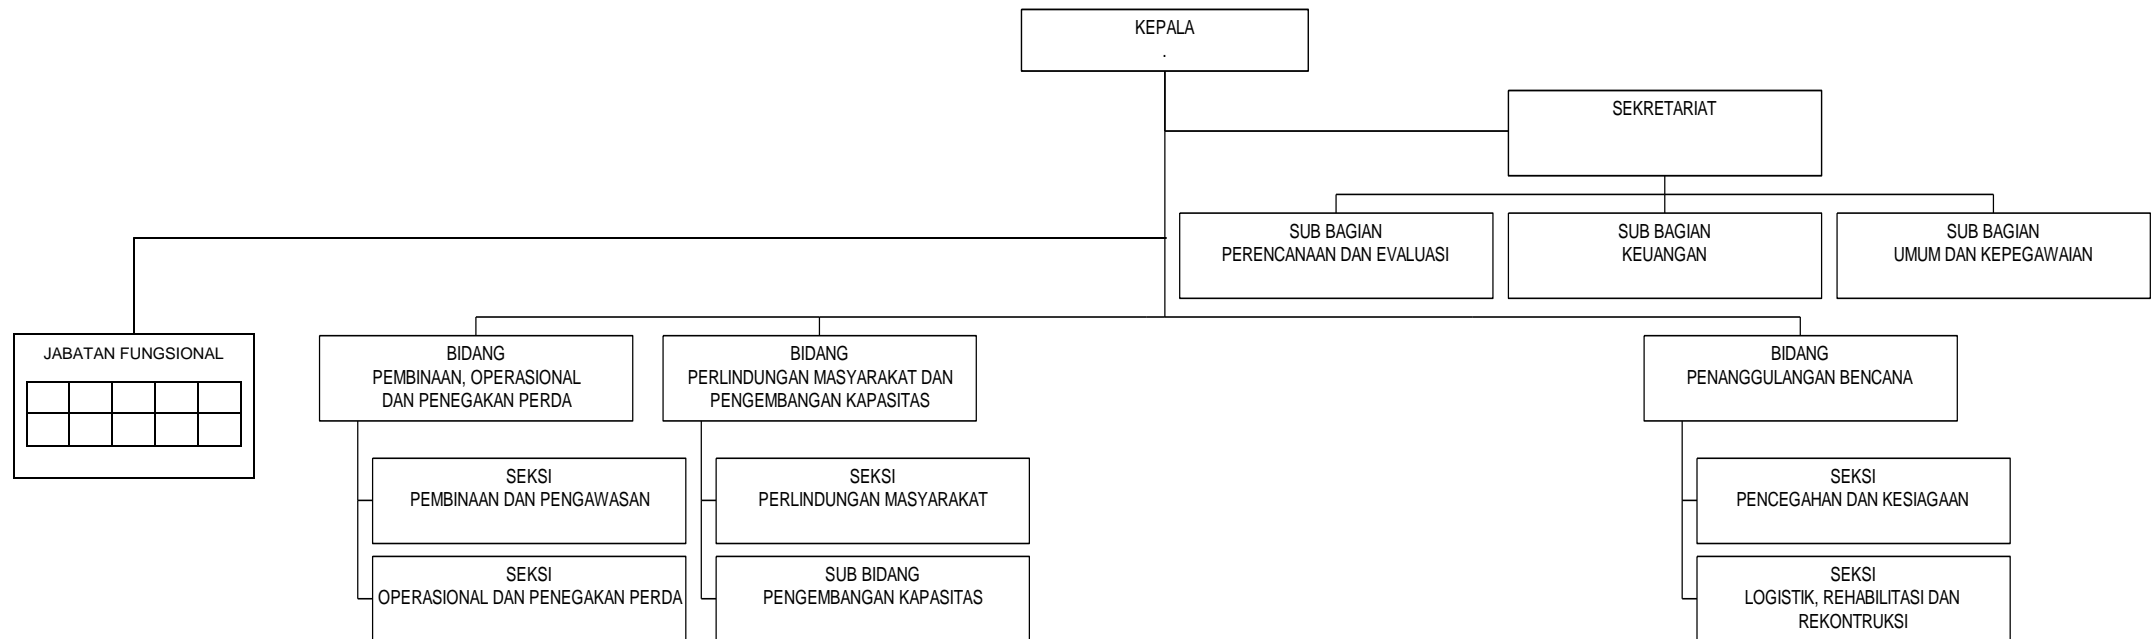 KEPALA
.
SEKRETARIAT
SUB BAGIAN
PERENCANAAN DAN EVALUASI
SUB BAGIAN
KEUANGAN
SUB BAGIAN
UMUM DAN KEPEGAWAIAN
JABATAN FUNGSIONAL
BIDANG
PEMBINAAN, OPERASIONAL
DAN PENEGAKAN PERDA
BIDANG
PERLINDUNGAN MASYARAKAT DAN
PENGEMBANGAN KAPASITAS
BIDANG
PENANGGULANGAN BENCANA
SEKSI
PEMBINAAN DAN PENGAWASAN
SEKSI
PERLINDUNGAN MASYARAKAT
SEKSI
PENCEGAHAN DAN KESIAGAAN
SEKSI
OPERASIONAL DAN PENEGAKAN PERDA
SUB BIDANG
PENGEMBANGAN KAPASITAS
SEKSI
LOGISTIK, REHABILITASI DAN
REKONTRUKSI